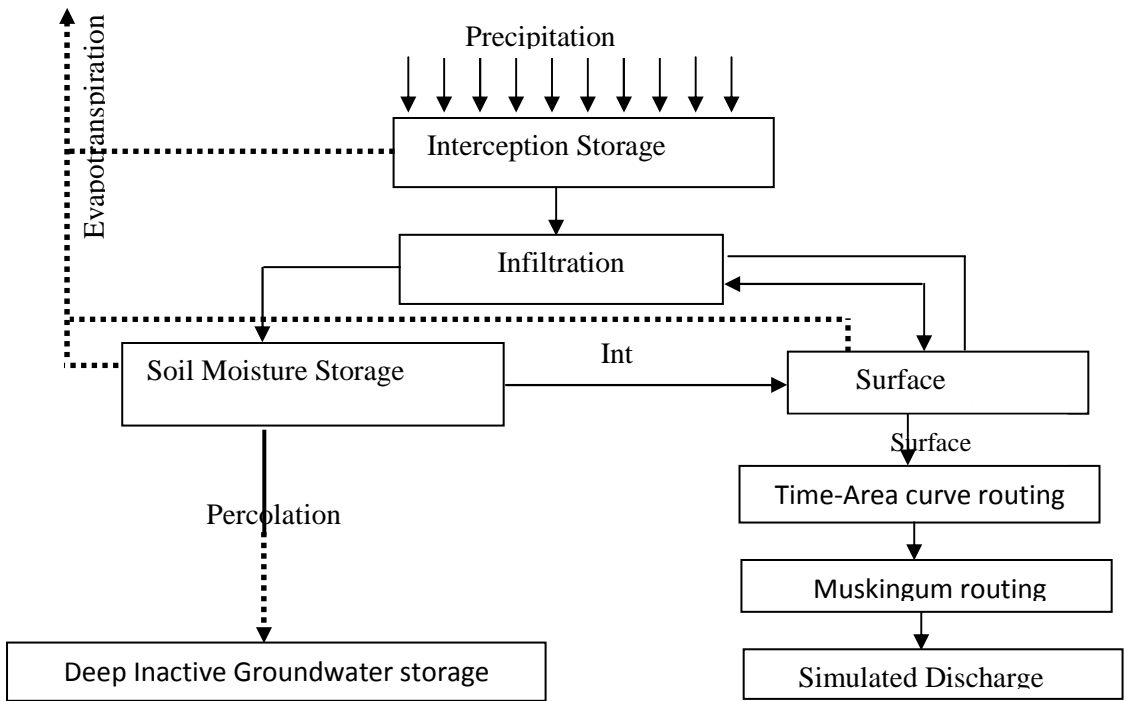 Precipitation
Evapotranspiration
Interception Storage
Infiltration
Int
Soil Moisture Storage
Surface
Surface
Time-Area curve routing
Percolation
Muskingum routing
Deep Inactive Groundwater storage
Simulated Discharge